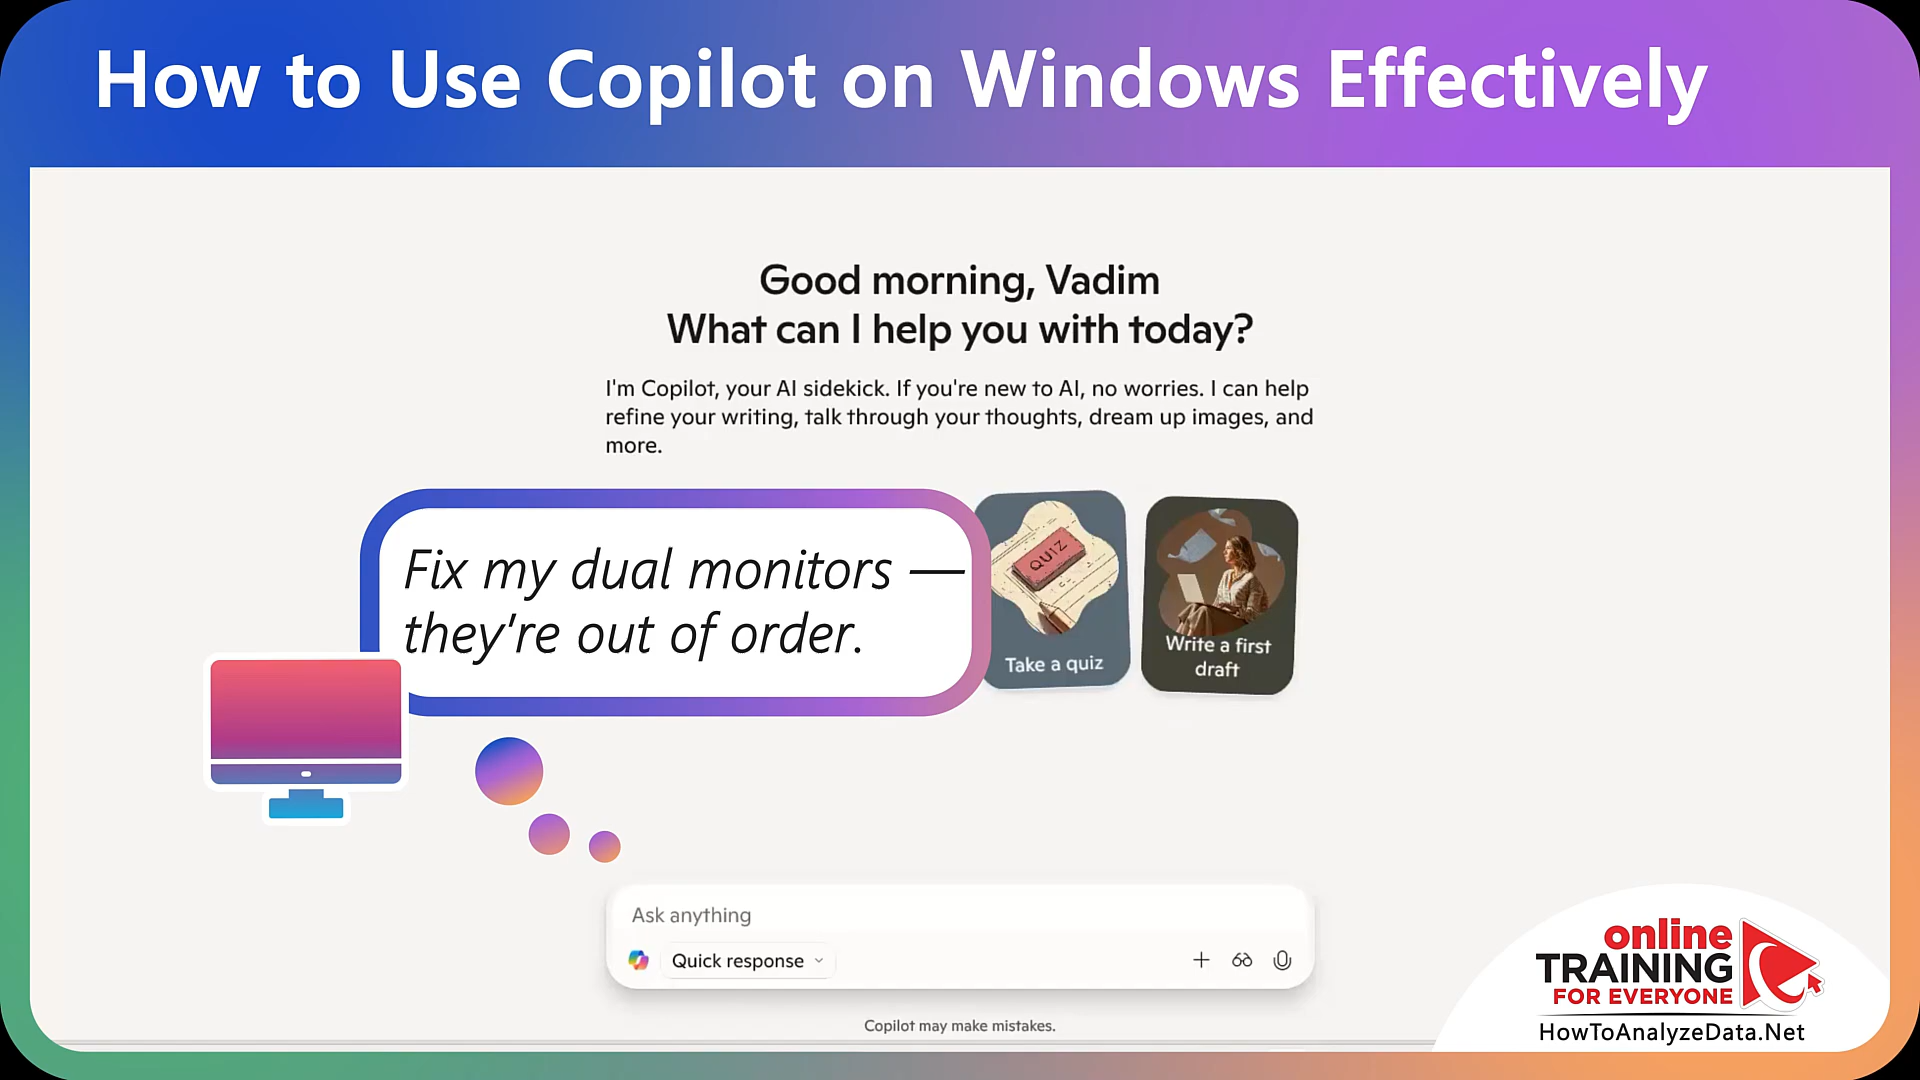 How to Use Copilot on Windows Effectively
Good morning, Vadim
What can I help you with today?
I'm Copilot, your AI sidekick. If you're new to AI, no worries. I can help
refine your writing, talk through your thoughts, dream up images, and
more.
Fix my dual monitors —
they're out of order.
QUIZ
Take a quiz
Write a first
draft
Ask anything
Quick response
Copilot may make mistakes.
online
TRAINING
FOR EVERYONE
HowToAnalyzeData.Net